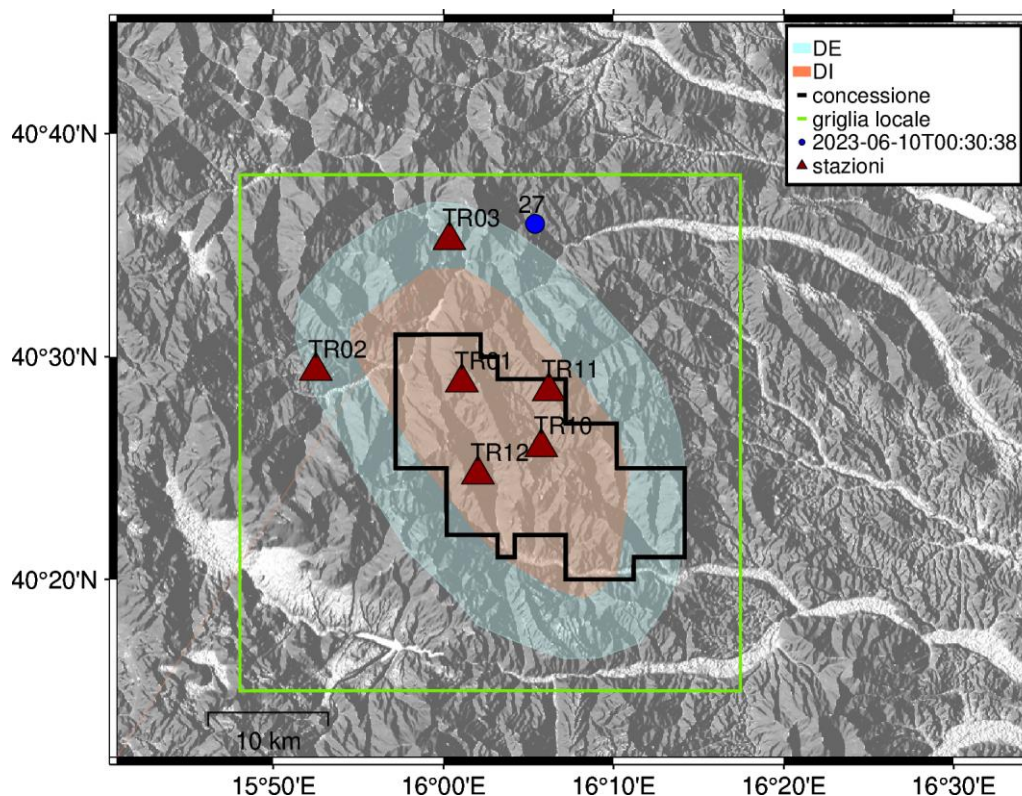 DE
DI
concessione
griglia locale
2023-06-10T00:30:38
stazioni
40°40'N
27
TR03
40°30'N
TR02
TR01
TR11
TR10
TR12
40°20'N
10 km
15°50'E
16°00'E
16°10'E
16°20'E
16°30'E